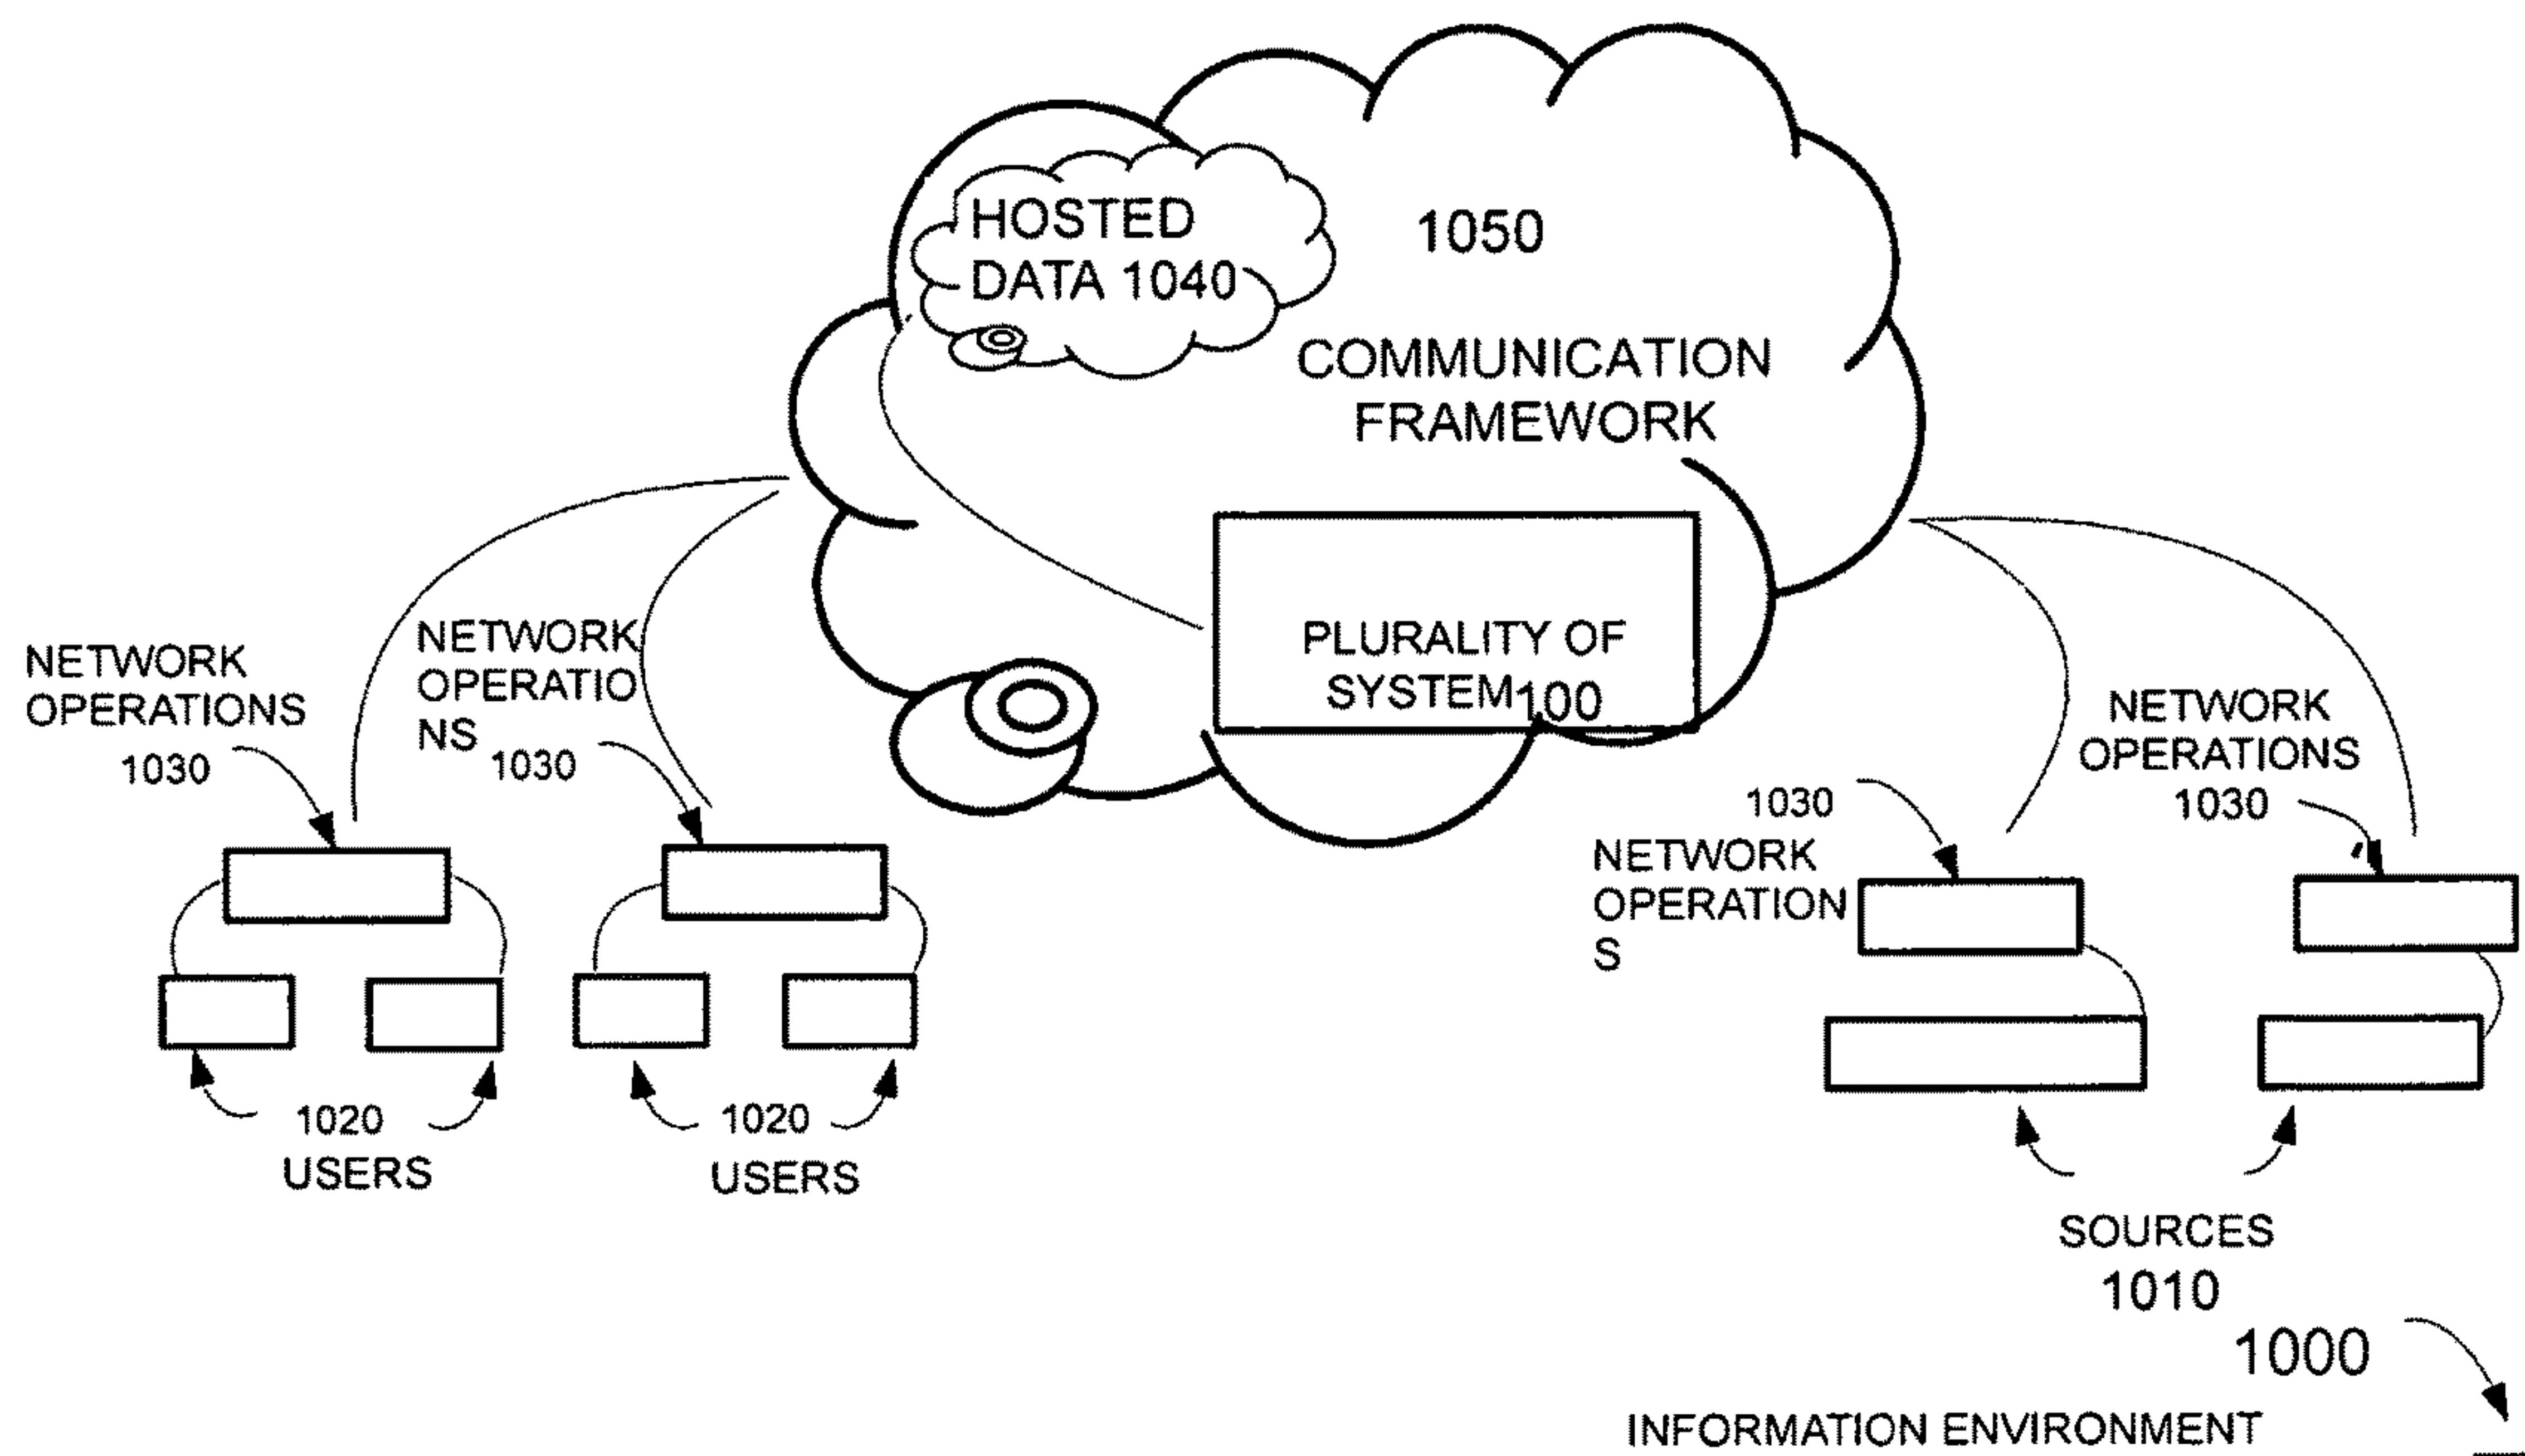 HOSTED
DATA 1040
1050
COMMUNICATION
FRAMEWORK
PLURALITY OF
SYSTEM100
NETWORK
OPERATIONS
1030
NETWORK
OPERATIO
NS
1030
1030
NETWORK
OPERATION
S
NETWORK
OPERATIONS
1030
1020
USERS
1020
USERS
SOURCES
1010
1000
INFORMATION ENVIRONMENT